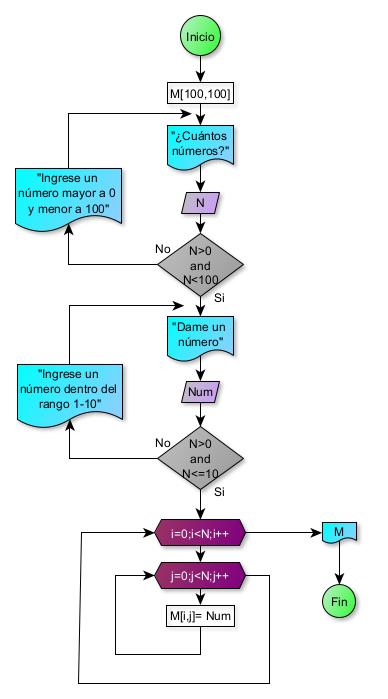 Inicio
M[100,100]
"¿Cuántos
números?"
"Ingrese un
número mayor a 0
y menor a 100"
N
No
N>0
and
N<100
Si
"Dame un
número"
"Ingrese un
número dentro del
rango 1-10"
Num
No
N>0
and
N<=10
Si
i=0;i<N;i++
M
j=0;j<N;j++
Fin
M[i,j]= Num